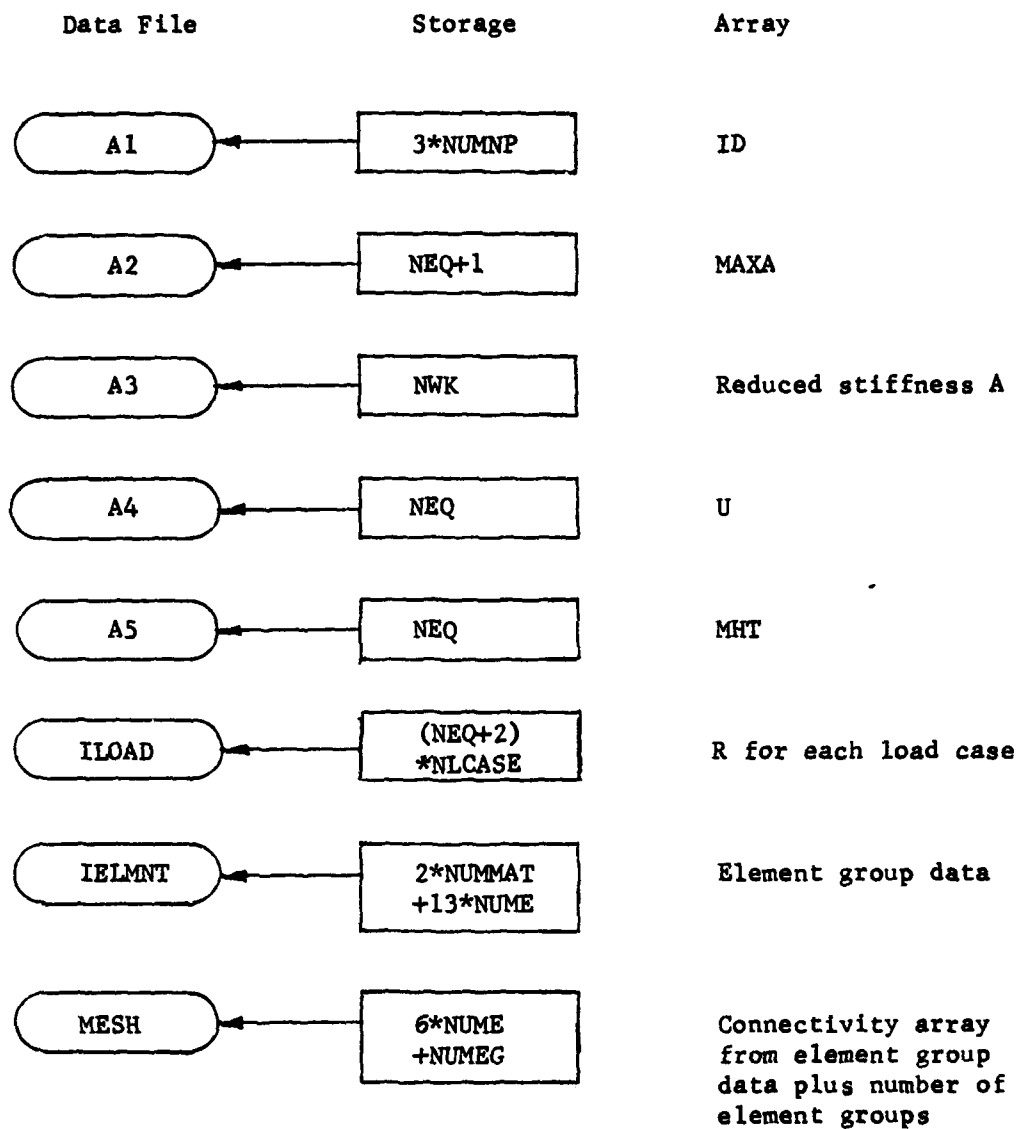 Data File Storage Array
A1 3*NUMNP ID
A2 NEQ+1 MAXA
A3 NWK Reduced stiffness A
A4 NEQ U
A5 NEQ MHT
(NEQ+2)
ILOAD *NLCASE R for each load case
IELMNT 2*NUMMAT Element group data
+13*NUME
MESH 6*NUME Connectivity array
+NUMEG from element group
data plus number of
element groups